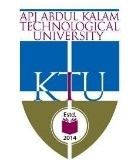 APJ ABDUL KALAM
TECHNOLOGICAL
UNIVERSITY
KTU
Estd.
2014